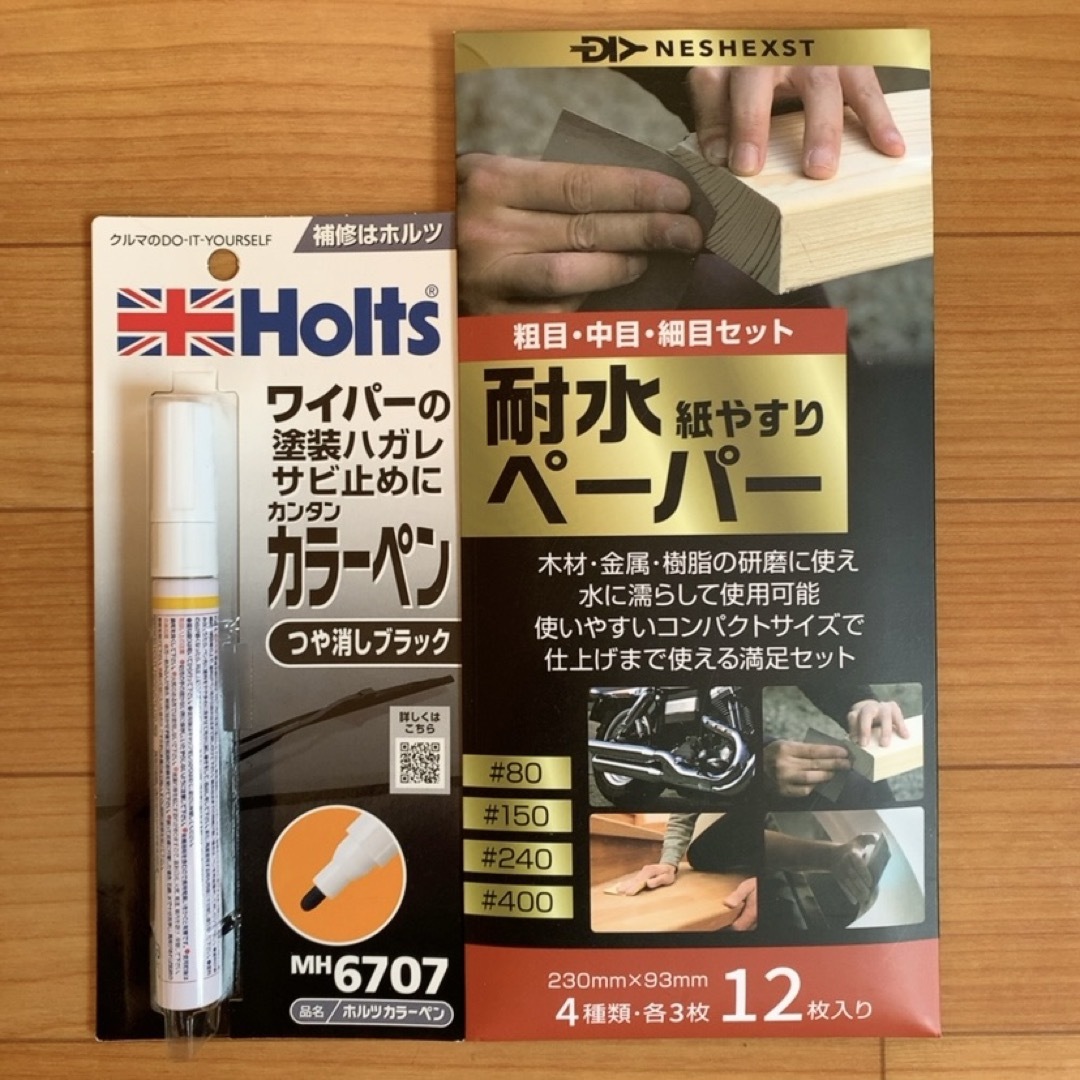 クルマのDO-IT-YOURSELF
補修はホルツ
Holts®
ワイパーの
塗装ハガレ
サビ止めに
カンタン
カラーペン
つや消しブラック
詳しくは
こちら
MH6707
品名/ホルツカラーペン
DIY NESHEXST
粗目・中目・細目セット
耐水 紙やすり
ペーパー
木材・金属・樹脂の研磨に使え
水に濡らして使用可能
使いやすいコンパクトサイズで
仕上げまで使える満足セット
#80
#150
#240
#400
230mm×93mm
4種類・各3枚 12枚入り